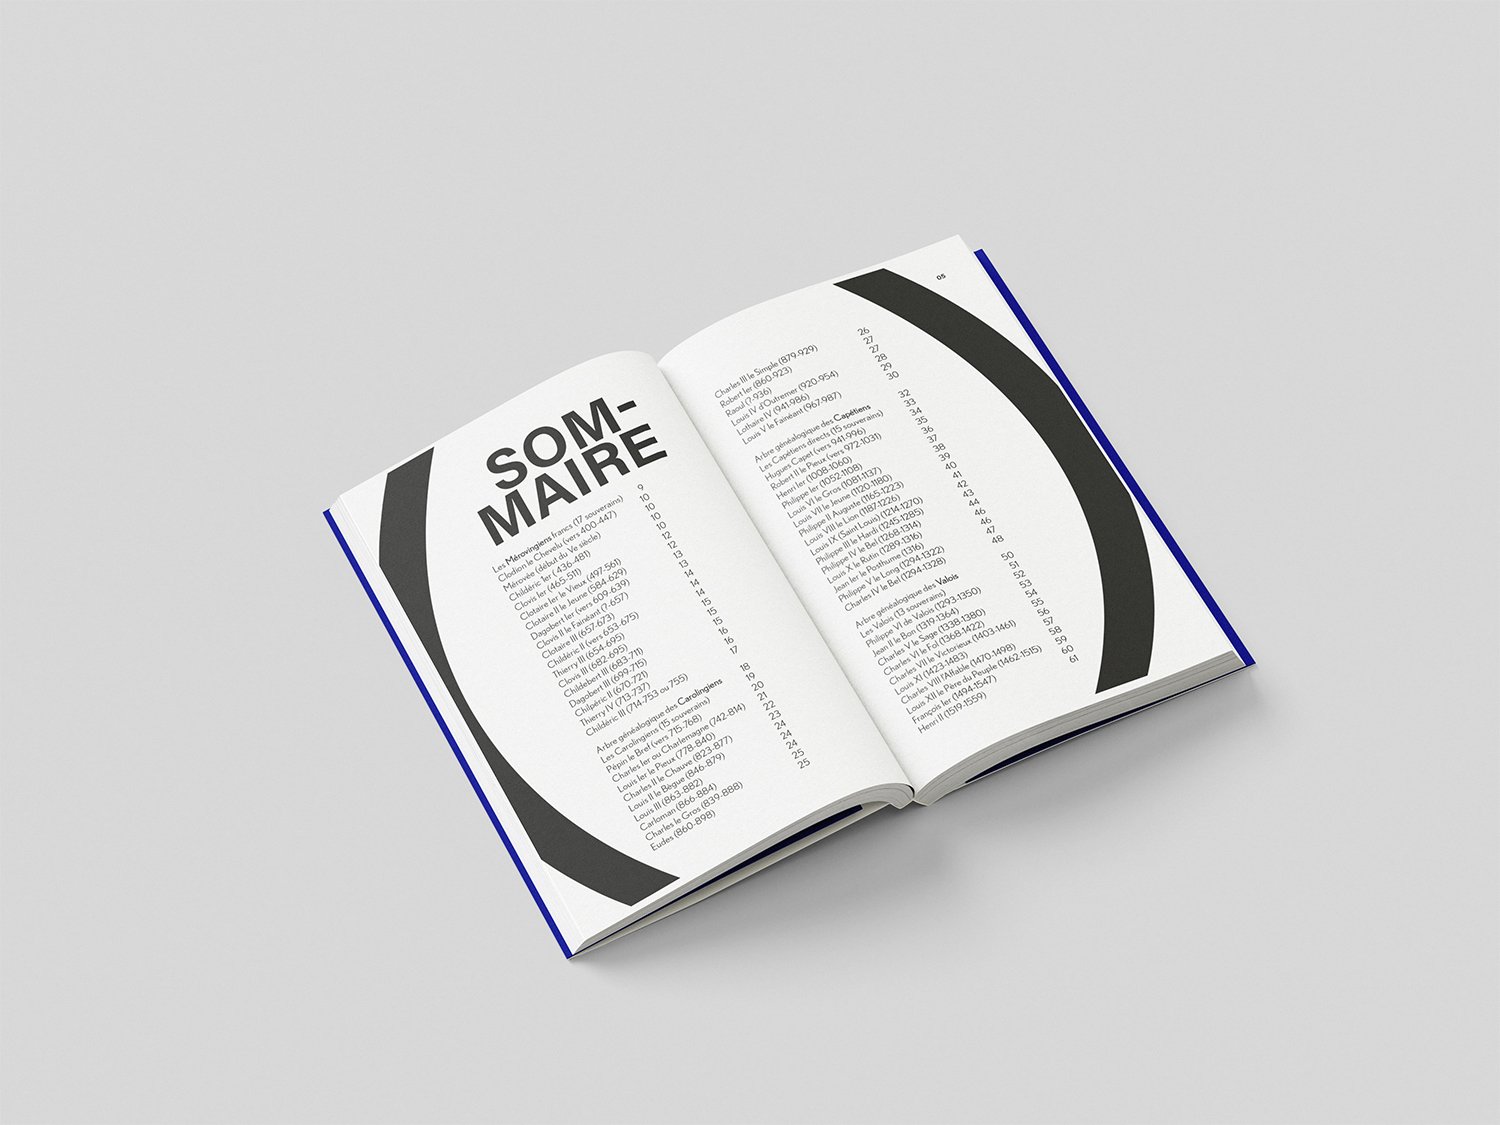 SOM-
MAIRE
Les Mérovingiens francs (17 souverains) 9
Clodion le Chevelu (vers 400-447) 10
Mérovée (début du Ve siècle) 10
Childéric 1er ( 436-481) 10
Clovis Ier (465-511) 10
Clotaire Ier le Vieux (497-561) 12
Clotaire II le Jeune (584-629) 12
Dagobert Ier (vers 609-639) 13
Clovis II le Fainéant (?-657) 13
Clotaire III (657-673) 14
Childéric II (vers 653-675) 14
Thierry III (654-695) 14
Clovis III (682-695) 15
Childebert III (683-711) 15
Dagobert III (699-715) 15
Chilpéric II (670-721) 16
Thierry IV (713-737) 16
Childéric III (714-753 ou 755) 17
Arbre généalogique des Carolingiens 18
Les Carolingiens (15 souverains) 19
Pépin le Bref (vers 715-768) 20
Charles Ier ou Charlemagne (742-814) 21
Louis Ier le Pieux (778-840) 22
Charles II le Chauve (823-877) 23
Louis II le Bègue (846-879) 24
Louis III (863-882) 24
Carloman (866-884) 24
Charles le Gros (839-888) 25
Eudes (860-898) 25
05
Charles III le Simple (879-929) 26
Robert Ier (860-923) 27
Raoul (?-936) 27
Louis IV d'Outremer (920-954) 28
Lothaire IV (941-986) 29
Louis V le Fainéant (967-987) 30
Arbre généalogique des Capétiens 32
Les Capétiens directs (15 souverains) 33
Hugues Capet (vers 941-996) 34
Robert II le Pieux (vers 972-1031) 35
Henri Ier (1008-1060) 36
Philippe Ier (1052-1108) 37
Louis VI le Gros (1081-1137) 38
Louis VII le Jeune (1120-1180) 39
Philippe II Auguste (1165-1223) 40
Louis VIII le Lion (1187-1226) 41
Louis IX (Saint Louis) (1214-1270) 42
Philippe III le Hardi (1245-1285) 43
Philippe IV le Bel (1268-1314) 44
Louis X le Hutin (1289-1316) 46
Jean Ier le Posthume (1316) 46
Philippe V le Long (1294-1322) 47
Charles IV le Bel (1294-1328) 48
Arbre généalogique des Valois 50
Les Valois (13 souverains) 51
Philippe VI de Valois (1293-1350) 52
Jean II le Bon (1319-1364) 53
Charles V le Sage (1338-1380) 54
Charles VI le Fol (1368-1422) 55
Charles VII le Victorieux (1403-1461) 56
Louis XI (1423-1483) 57
Charles VIII l'Affable (1470-1498) 58
Louis XII le Père du Peuple (1462-1515) 59
François Ier (1494-1547) 60
Henri II (1519-1559) 61